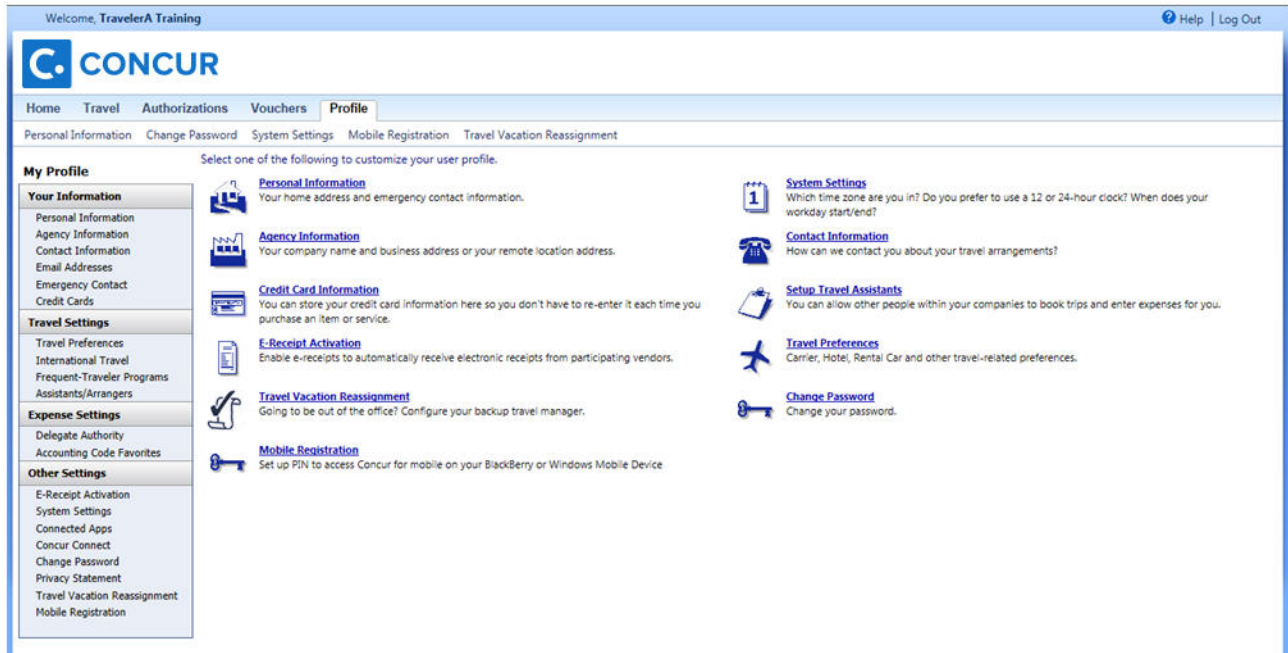 Welcome, TravelerA Training
Help | Log Out
C. CONCUR
Home Travel Authorizations Vouchers Profile
Personal Information Change Password System Settings Mobile Registration Travel Vacation Reassignment
My Profile
Your Information
Personal Information
Agency Information
Contact Information
Email Addresses
Emergency Contact
Credit Cards
Travel Settings
Travel Preferences
International Travel
Frequent-Traveler Programs
Assistants/Arrangers
Expense Settings
Delegate Authority
Accounting Code Favorites
Other Settings
E-Receipt Activation
System Settings
Connected Apps
Concur Connect
Change Password
Privacy Statement
Travel Vacation Reassignment
Mobile Registration
Select one of the following to customize your user profile.
Personal Information
Your home address and emergency contact information.
Agency Information
Your company name and business address or your remote location address.
Credit Card Information
You can store your credit card information here so you don't have to re-enter it each time you
purchase an item or service.
E-Receipt Activation
Enable e-receipts to automatically receive electronic receipts from participating vendors.
Travel Vacation Reassignment
Going to be out of the office? Configure your backup travel manager.
Mobile Registration
Set up PIN to access Concur for mobile on your BlackBerry or Windows Mobile Device
1
System Settings
Which time zone are you in? Do you prefer to use a 12 or 24-hour clock? When does your
workday start/end?
Contact Information
How can we contact you about your travel arrangements?
Setup Travel Assistants
You can allow other people within your companies to book trips and enter expenses for you.
Travel Preferences
Carrier, Hotel, Rental Car and other travel-related preferences.
Change Password
Change your password.